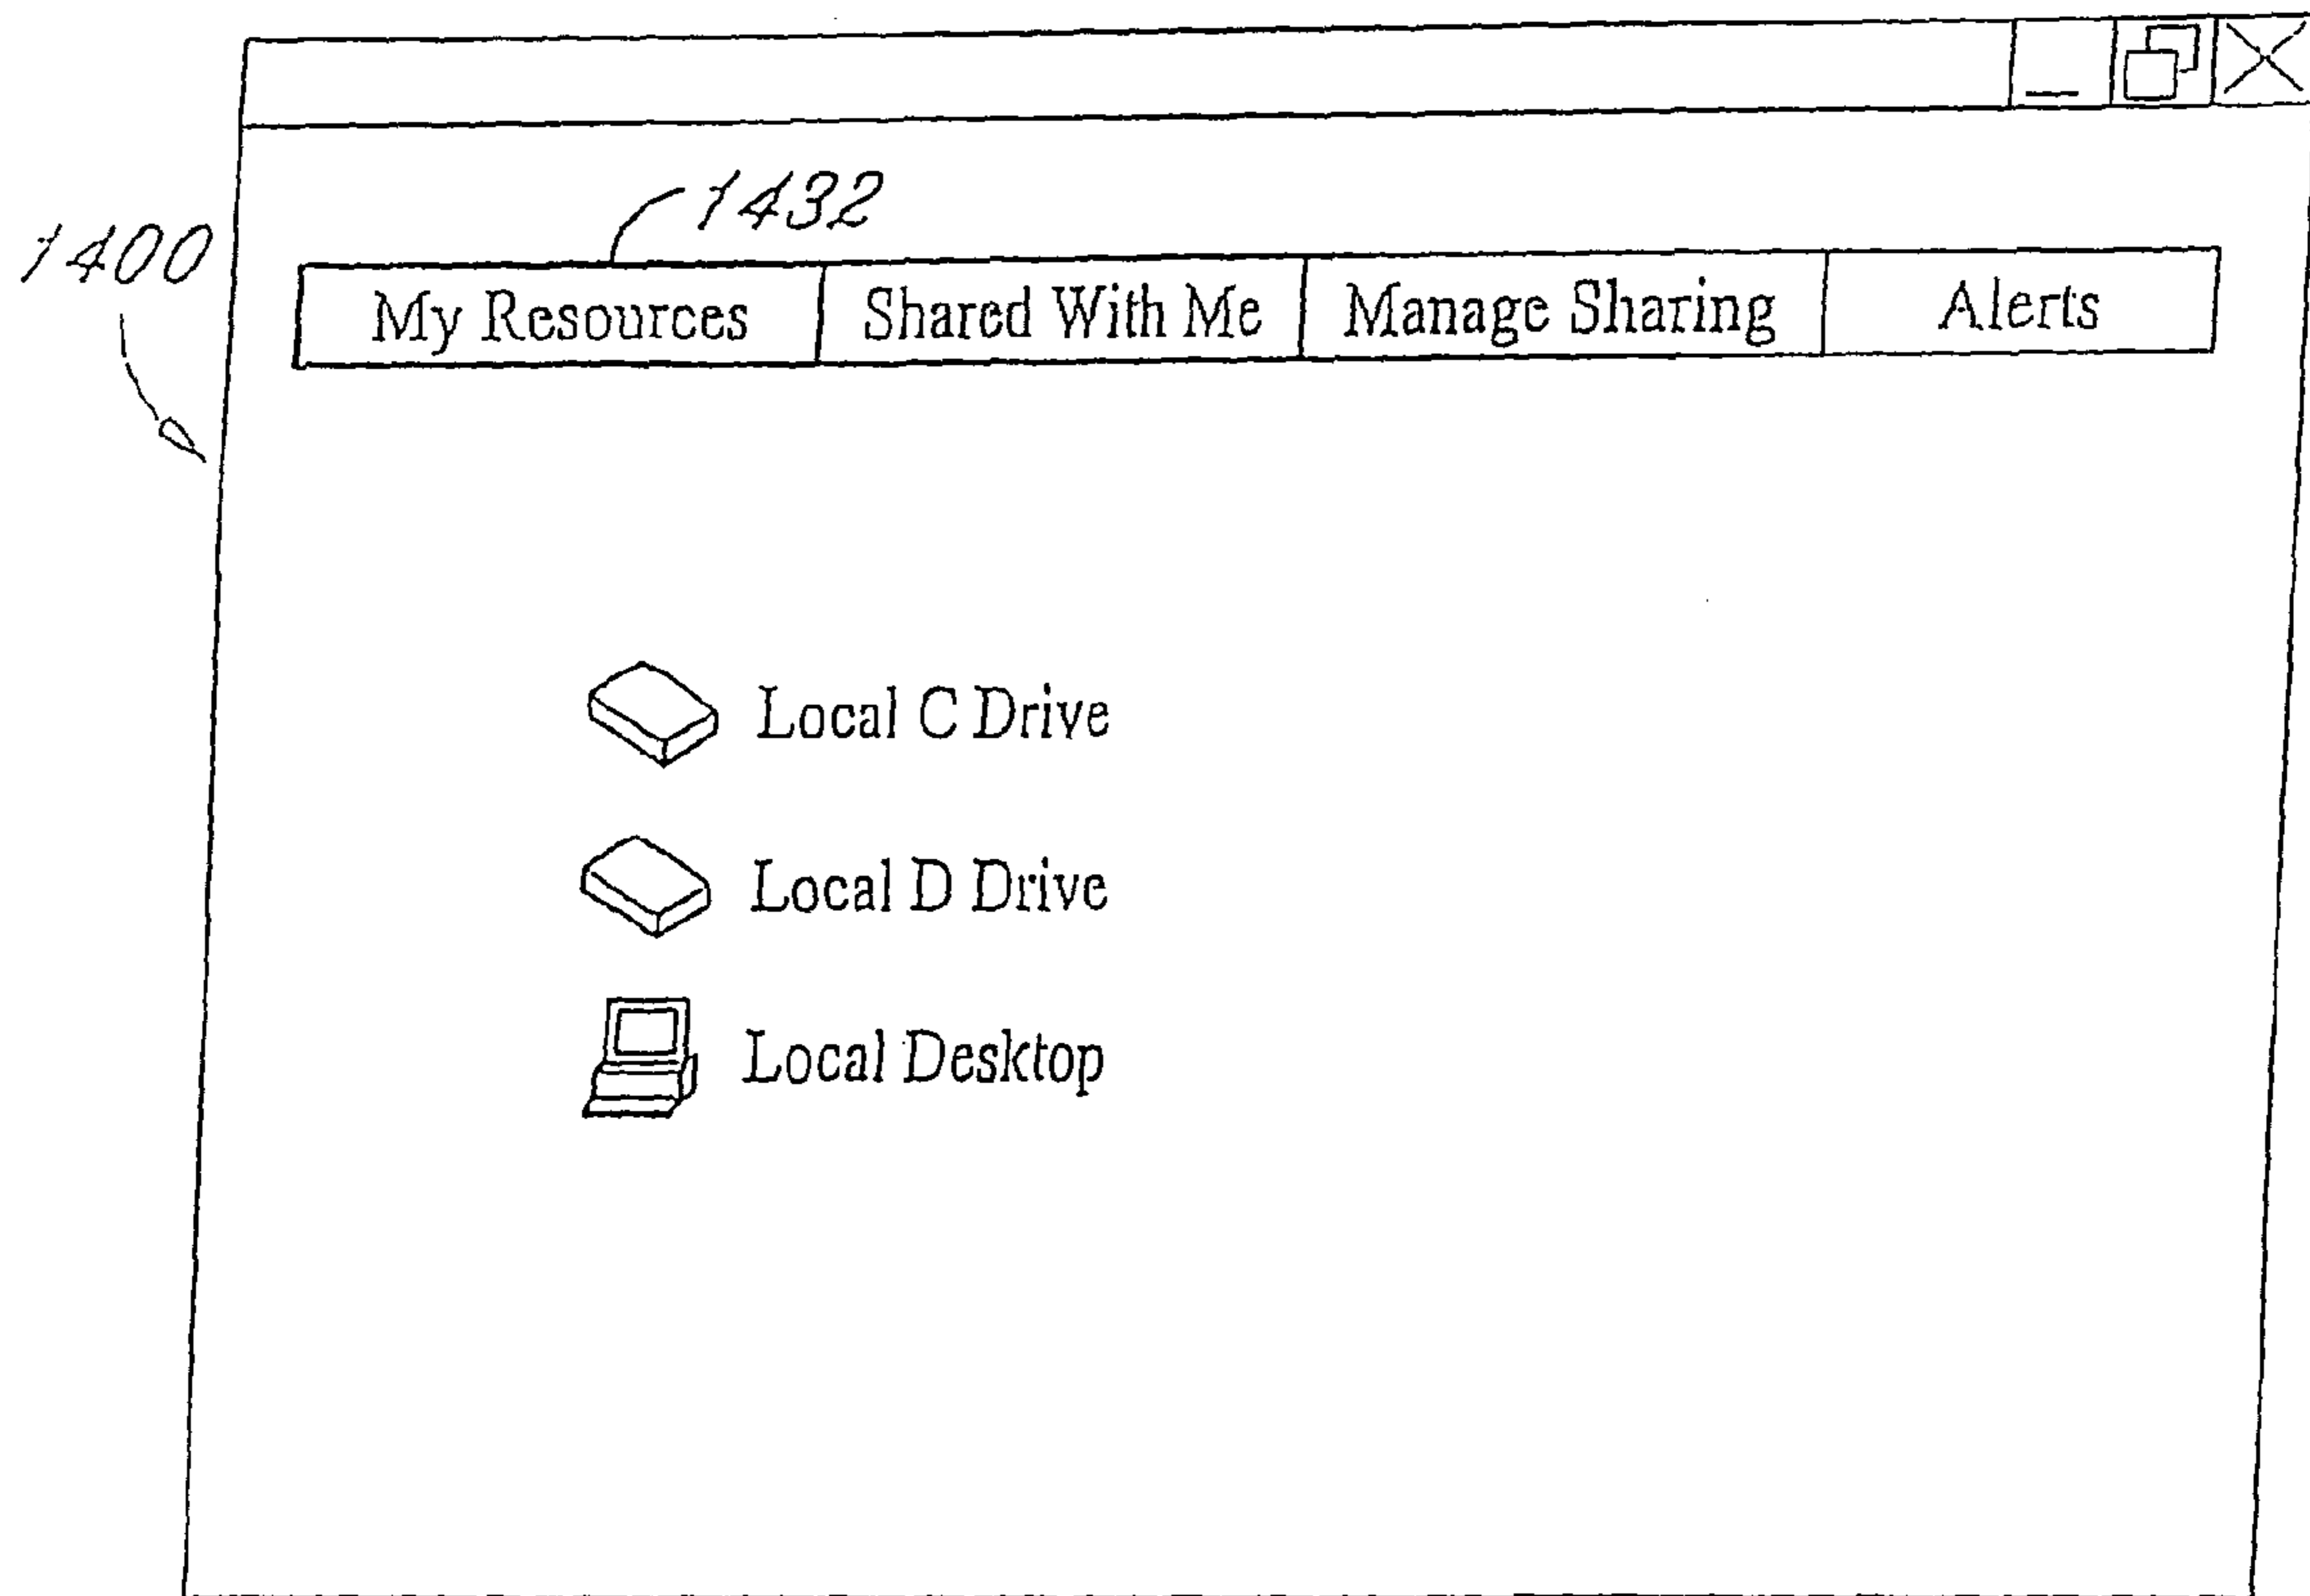 1432
1400
My Resources Shared With Me Manage Sharing Alerts
Local C Drive
Local D Drive
Local Desktop